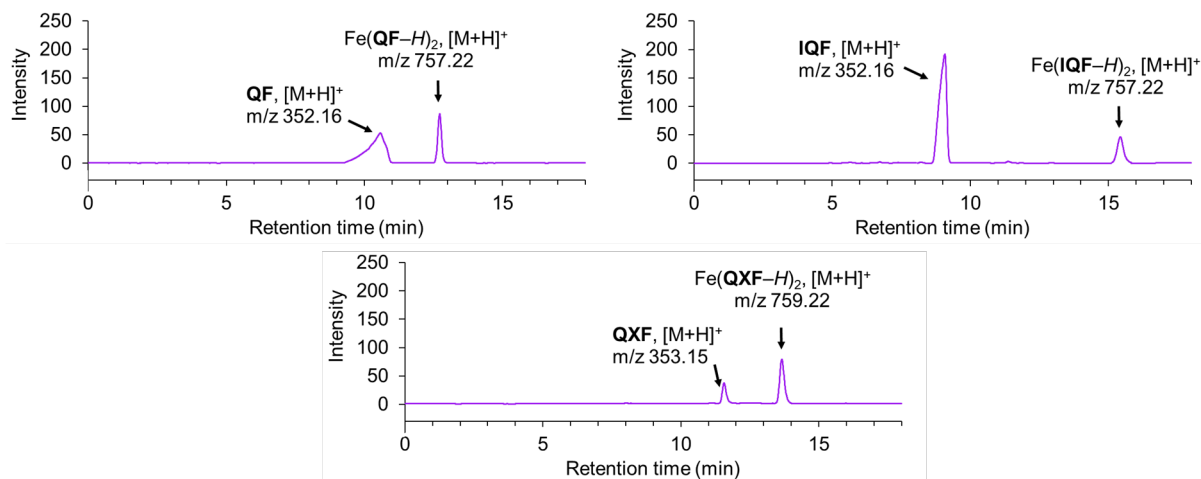 250
200
150
100
50
0
Intensity
QF, [M+H]⁺
m/z 352.16
Fe(QF–H)₂, [M+H]⁺
m/z 757.22
0 5 10 15
Retention time (min)
250
200
150
100
50
0
Intensity
IQF, [M+H]⁺
m/z 352.16
Fe(IQF–H)₂, [M+H]⁺
m/z 757.22
0 5 10 15
Retention time (min)
250
200
150
100
50
0
Intensity
QXF, [M+H]⁺
m/z 353.15
Fe(QXF–H)₂, [M+H]⁺
m/z 759.22
0 5 10 15
Retention time (min)